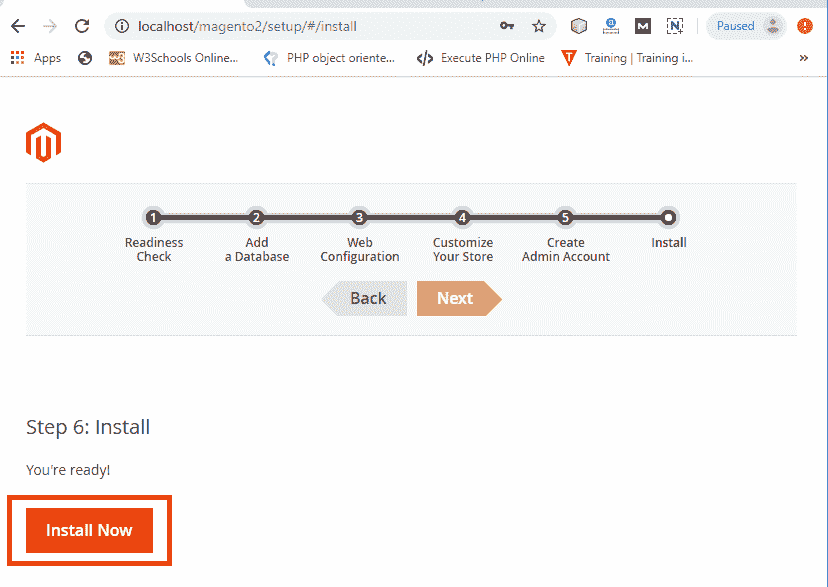 localhost/magento2/setup/#/install
Paused
Apps W3Schools Online... PHP object oriente... Execute PHP Online Training | Training i... »
1 2 3 4 5
Readiness Check
Add a Database
Web Configuration
Customize Your Store
Create Admin Account
Install
Back Next
Step 6: Install
You're ready!
Install Now